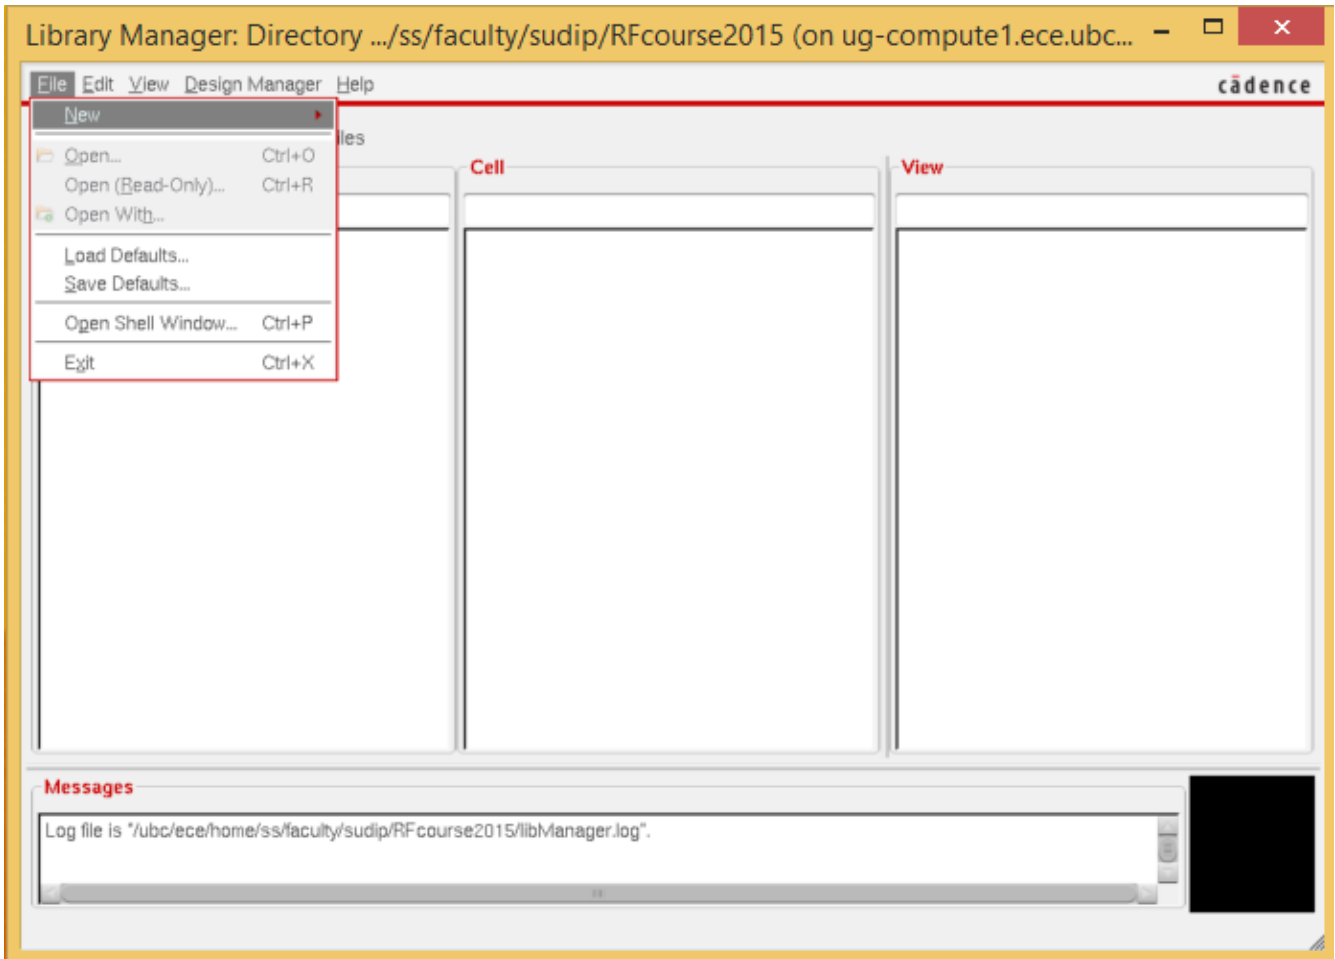 Library Manager: Directory .../ss/faculty/sudip/RFcourse2015 (on ug-compute1.ece.ubc...
File Edit View Design Manager Help cādence
New
iles
Open... Ctrl+O
Open (Read-Only)... Ctrl+R
Open With...
Load Defaults...
Save Defaults...
Open Shell Window... Ctrl+P
Exit Ctrl+X
Cell
View
Messages
Log file is "/ubc/ece/home/ss/faculty/sudip/RFcourse2015/libManager.log".